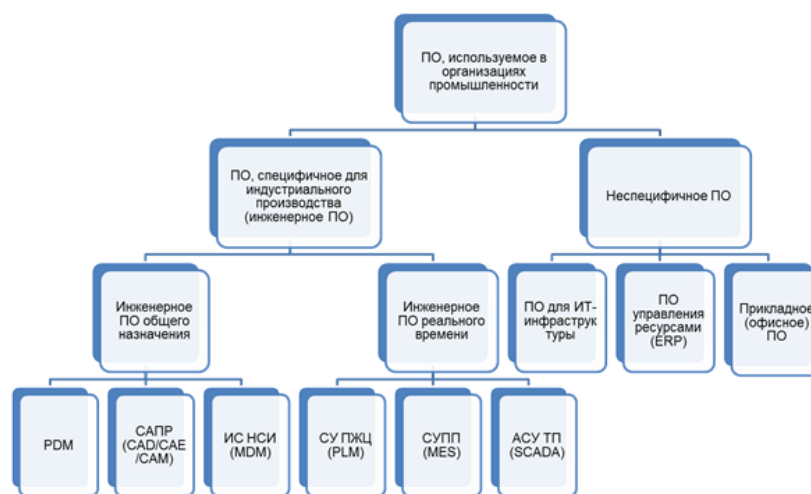 ПО, используемое в
организациях
промышленности
ПО, специфичное для
индустриального
производства
(инженерное ПО)
Неспецифичное ПО
Инженерное
ПО общего
назначения
Инженерное
ПО реального
времени
ПО для ИТ-
инфраструк
туры
ПО
управления
ресурсами
(ERP)
Прикладное
(офисное)
ПО
PDM
САПР
(CAD/CAE
/CAM)
ИС НСИ
(MDM)
СУ ПЖЦ
(PLM)
СУПП
(MES)
АСУ ТП
(SCADA)